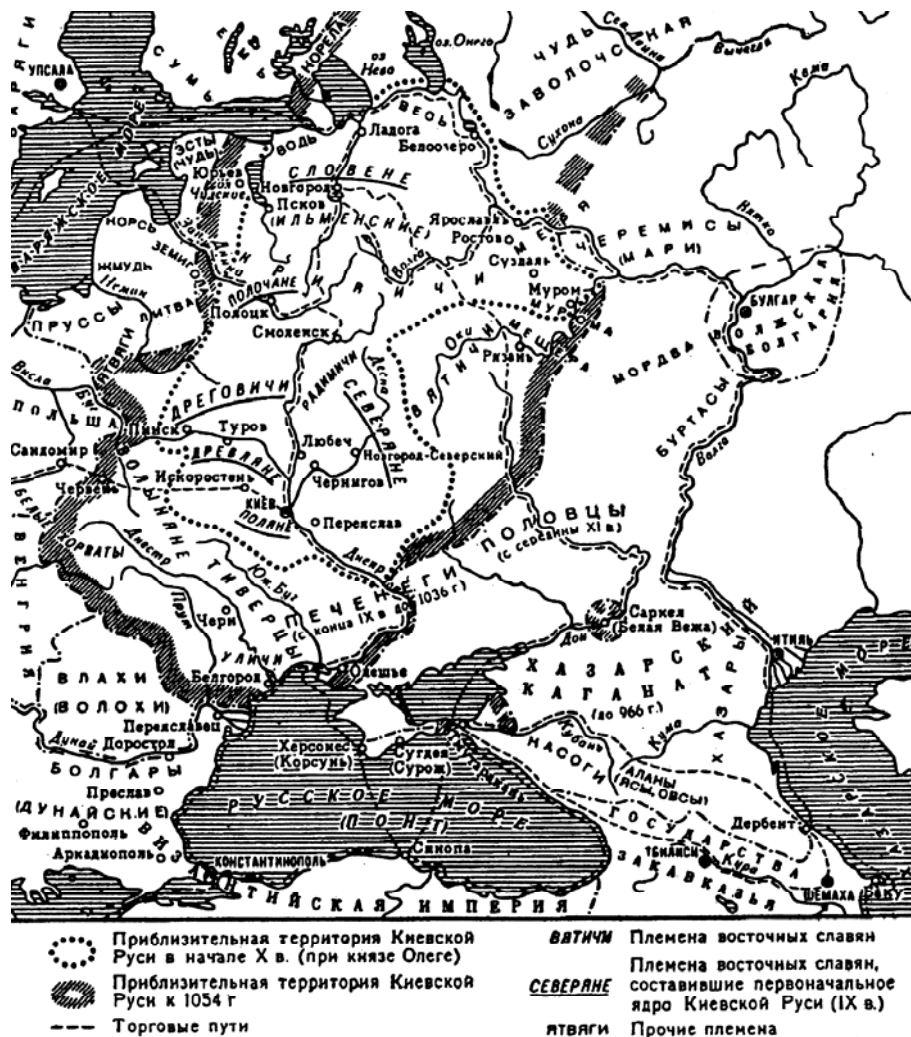 УПСАЛА
СУМЬ
КОРЕЛА
оз. Нево
оз. Онего
ЧУДЬ
ЗАВОЛОЧСКАЯ
Сев. Двина
Вычегда
Кама
Сухона
Вятка
ВАРЯЖСКОЕ МОРЕ
ЭСТЫ
(ЧУДЬ)
ВОДЬ
ВЕСЬ
Ладога
Белоозеро
Юрьев
СЛОВЕНЕ
Новгород
Псков
(ИЛЬМЕНСКИЕ)
Ярославль
Ростов
Суздаль
Муром
МУРОМА
ЧЕРЕМИСЫ
(МАРИ)
КОРСЬ
ЗЕМИГОЛА
Зап. Двина
ЖМУДЬ
Неман
ЛИТВА
ПРУССЫ
ПОЛОЧАНЕ
Полоцк
КРИВИЧИ
Волга
МЕРЯ
Смоленск
БУЛГАР
ВОЛЖСКАЯ
БОЛГАРИЯ
МОРДВА
МЕЩЕРА
Оки
Рязань
ВЯТИЧИ
РАДИМИЧИ
Десна
СЕВЕРЯНЕ
ЯТВЯГИ
Висла
Буг
ПОЛЬША
ДРЕГОВИЧИ
Пинск
Туров
БУРТАСЫ
Волга
Сандомир
ДРЕВЛЯНЕ
Любеч
Новгород-Северский
Чернигов
Искоростень
Червень
ВОЛЫНЯНЕ
КИЕВ
ПОЛЯНЕ
Переяслав
БЕЛЫЕ ХОРВАТЫ
ВЕНГРИЯ
Днестр
Днепр
ПОЛОВЦЫ
(с середины XI в.)
ТИВЕРЦЫ
Юж. Буг
ПЕЧЕНЕГИ
(с конца IX в. до 1036 г.)
Прут
Черн
УЛИЧИ
Саркел
(Белая Вежа)
Дон
ИТИЛЬ
ХАЗАРСКИЙ
КАГАНАТ
(до 966 г.)
ХАЗАРЫ
Белгород
Олешье
ВЛАХИ
(ВОЛОХИ)
Переяславец
Дунай
Доростол
Херсонес
(Корсунь)
Сугдея
(Сурож)
Тмутаракань
Кубань
Кума
КАСОГИ
АЛАНЫ
(ЯСЫ, ОВСЫ)
БОЛГАРЫ
Преслав
(ДУНАЙСКИЕ)
Филиппополь
Аркадиополь
РУССКОЕ МОРЕ
(ПОНТ)
Дербент
ГОСУДАРСТВА
ЗАКАВКАЗЬЯ
ТБИЛИСИ
Кура
ШЕМАХА
Баку
КОНСТАНТИНОПОЛЬ
Синопа
ВИЗАНТИЙСКАЯ ИМПЕРИЯ
Приблизительная территория Киевской
Руси в начале X в. (при князе Олеге)
Приблизительная территория Киевской
Руси к 1054 г
Торговые пути
ВЯТИЧИ Племена восточных славян
СЕВЕРЯНЕ Племена восточных славян,
составившие первоначальное
ядро Киевской Руси (IX в.)
ЯТВЯГИ Прочие племена